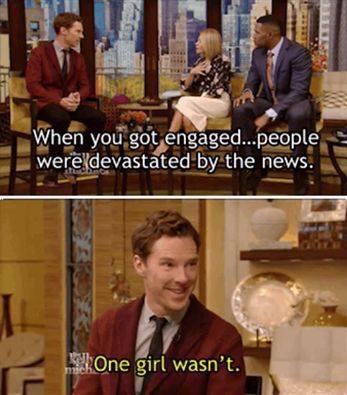 When you got engaged...people
were devastated by the news.
One girl wasn't.